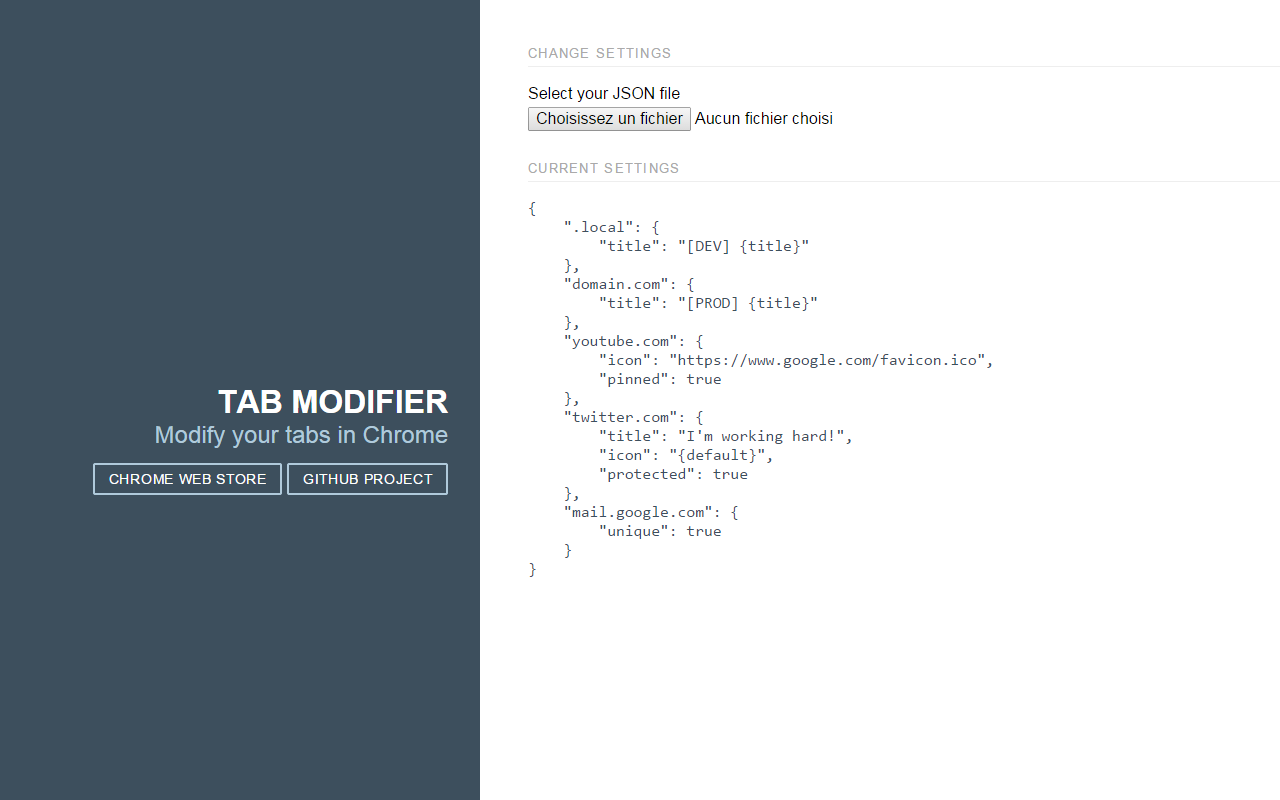 TAB MODIFIER
Modify your tabs in Chrome
CHROME WEB STORE GITHUB PROJECT
CHANGE SETTINGS
Select your JSON file
Choisissez un fichier Aucun fichier choisi
CURRENT SETTINGS
{
    ".local": {
        "title": "[DEV] {title}"
    },
    "domain.com": {
        "title": "[PROD] {title}"
    },
    "youtube.com": {
        "icon": "https://www.google.com/favicon.ico",
        "pinned": true
    },
    "twitter.com": {
        "title": "I'm working hard!",
        "icon": "{default}",
        "protected": true
    },
    "mail.google.com": {
        "unique": true
    }
}